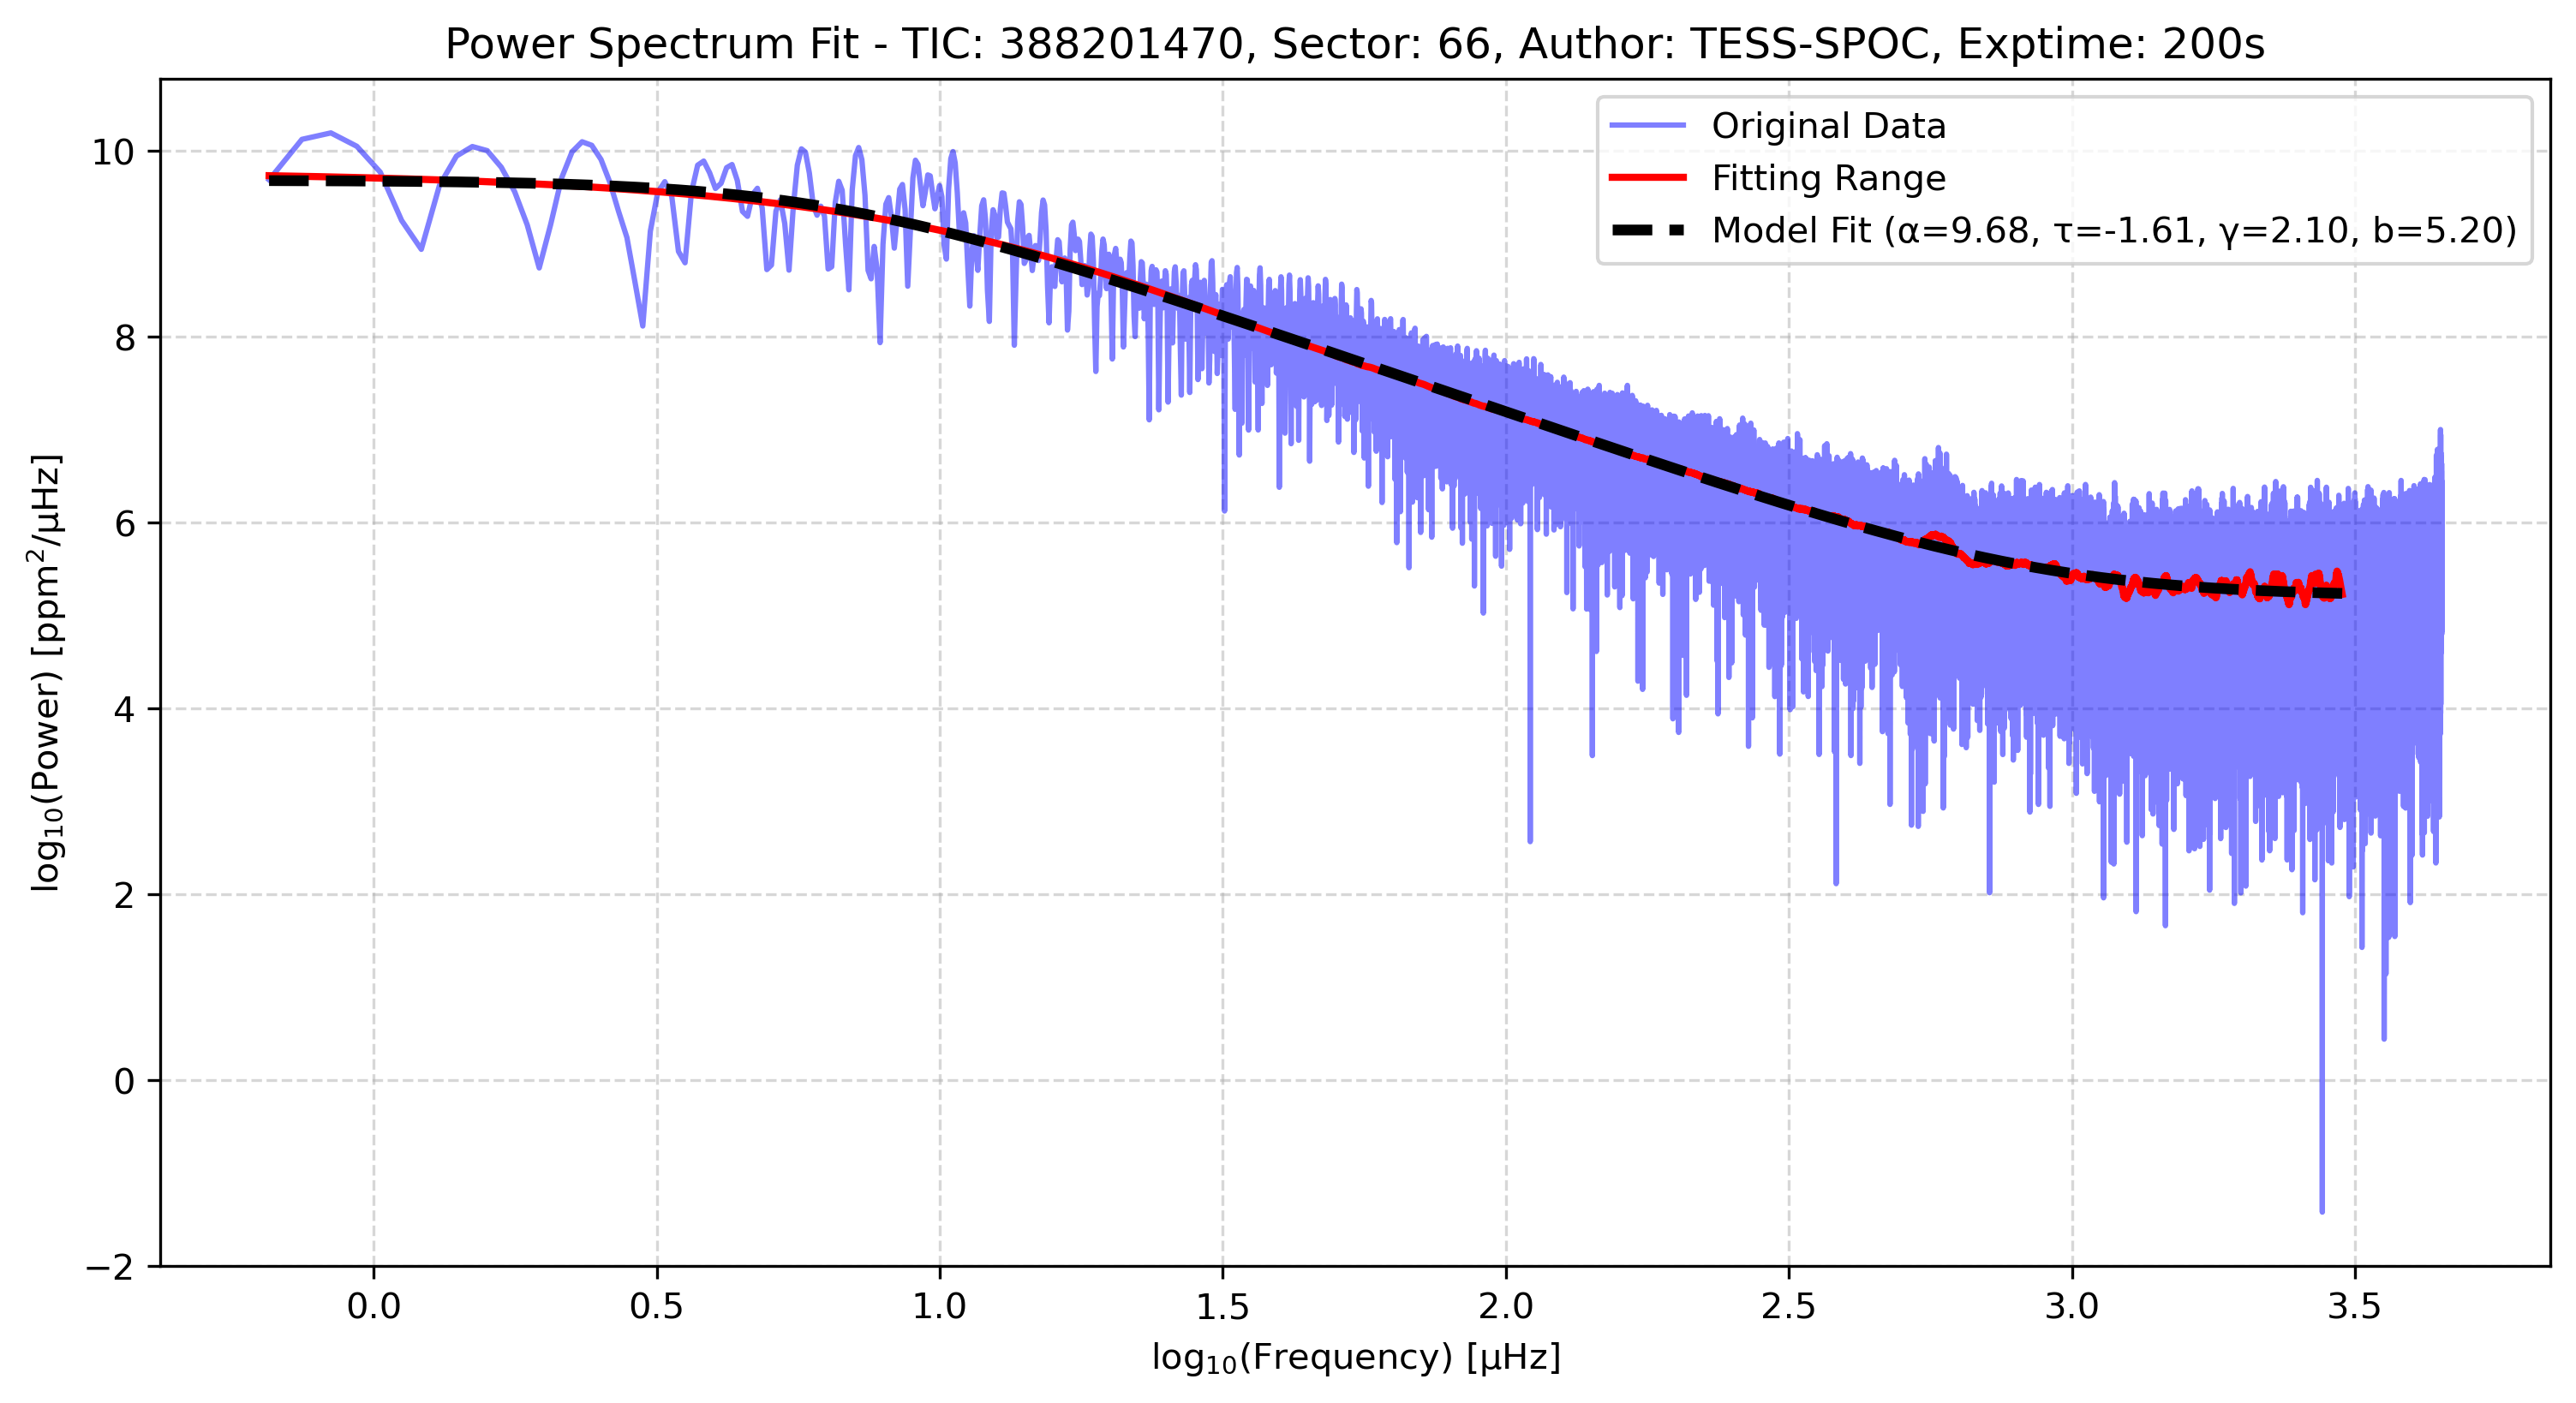 Power Spectrum Fit - TIC: 388201470, Sector: 66, Author: TESS-SPOC, Exptime: 200s
Original Data
Fitting Range
Model Fit (α=9.68, τ=-1.61, γ=2.10, b=5.20)
log₁₀(Power) [ppm²/μHz]
10
8
6
4
2
0
−2
0.0 0.5 1.0 1.5 2.0 2.5 3.0 3.5
log₁₀(Frequency) [μHz]